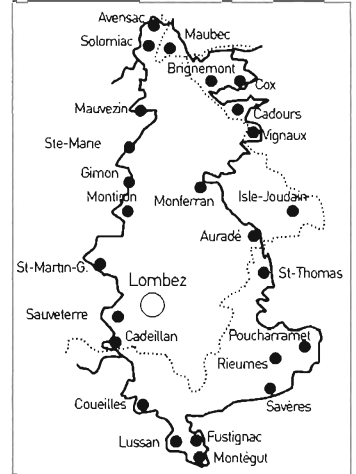 Avensac
Solomiac
Maubec
Brignemont
Cox
Mauvezin
Cadours
Vignaux
Ste-Marie
Gimon
Montiron
Monferran
Isle-Joudain
Auradé
St-Martin-G.
St-Thomas
Lombez
Sauveterre
Poucharramet
Cadeillan
Rieumes
Savères
Coueilles
Lussan
Fustignac
Montégut